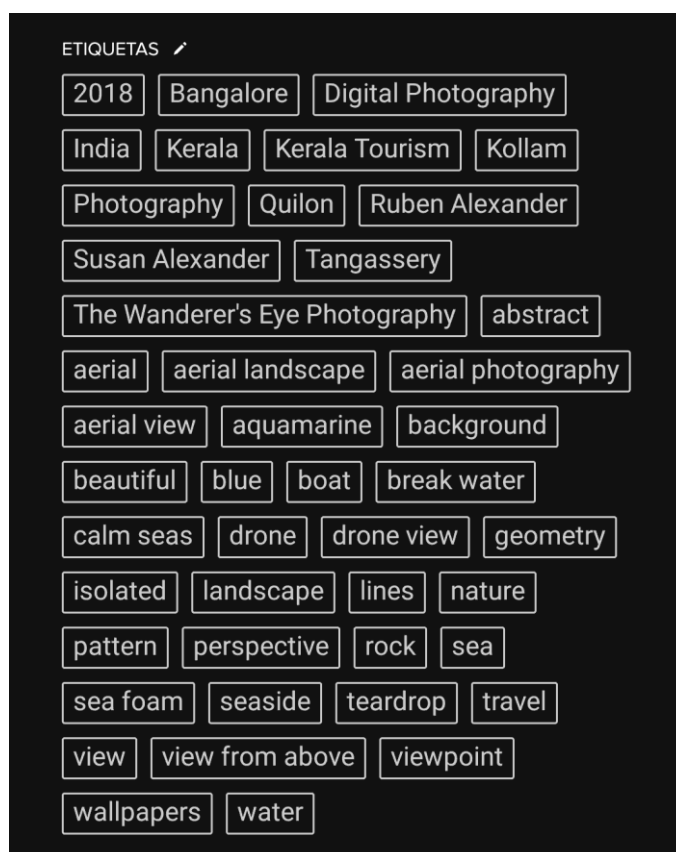 ETIQUETAS
2018 Bangalore Digital Photography
India Kerala Kerala Tourism Kollam
Photography Quilon Ruben Alexander
Susan Alexander Tangassery
The Wanderer's Eye Photography abstract
aerial aerial landscape aerial photography
aerial view aquamarine background
beautiful blue boat break water
calm seas drone drone view geometry
isolated landscape lines nature
pattern perspective rock sea
sea foam seaside teardrop travel
view view from above viewpoint
wallpapers water